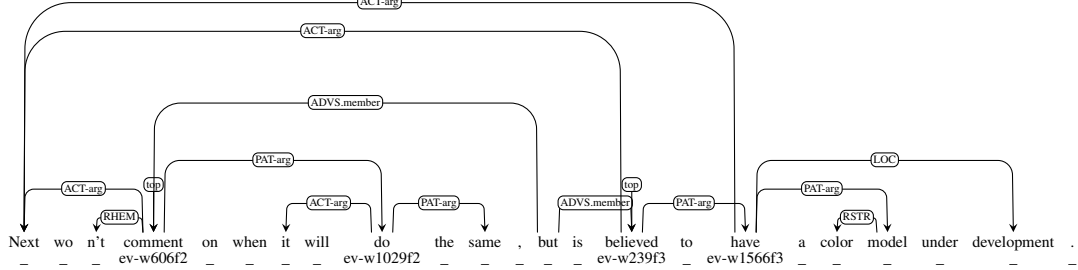 ACT-arg
ACT-arg
ADVS.member
PAT-arg LOC
ACT-arg top top PAT-arg
RHEM ACT-arg PAT-arg ADVS.member PAT-arg RSTR
Next wo n't comment on when it will do the same , but is believed to have a color model under development .
_ _ _ ev-w606f2 _ _ _ _ ev-w1029f2 _ _ _ _ _ ev-w239f3 _ ev-w1566f3 _ _ _ _ _ _